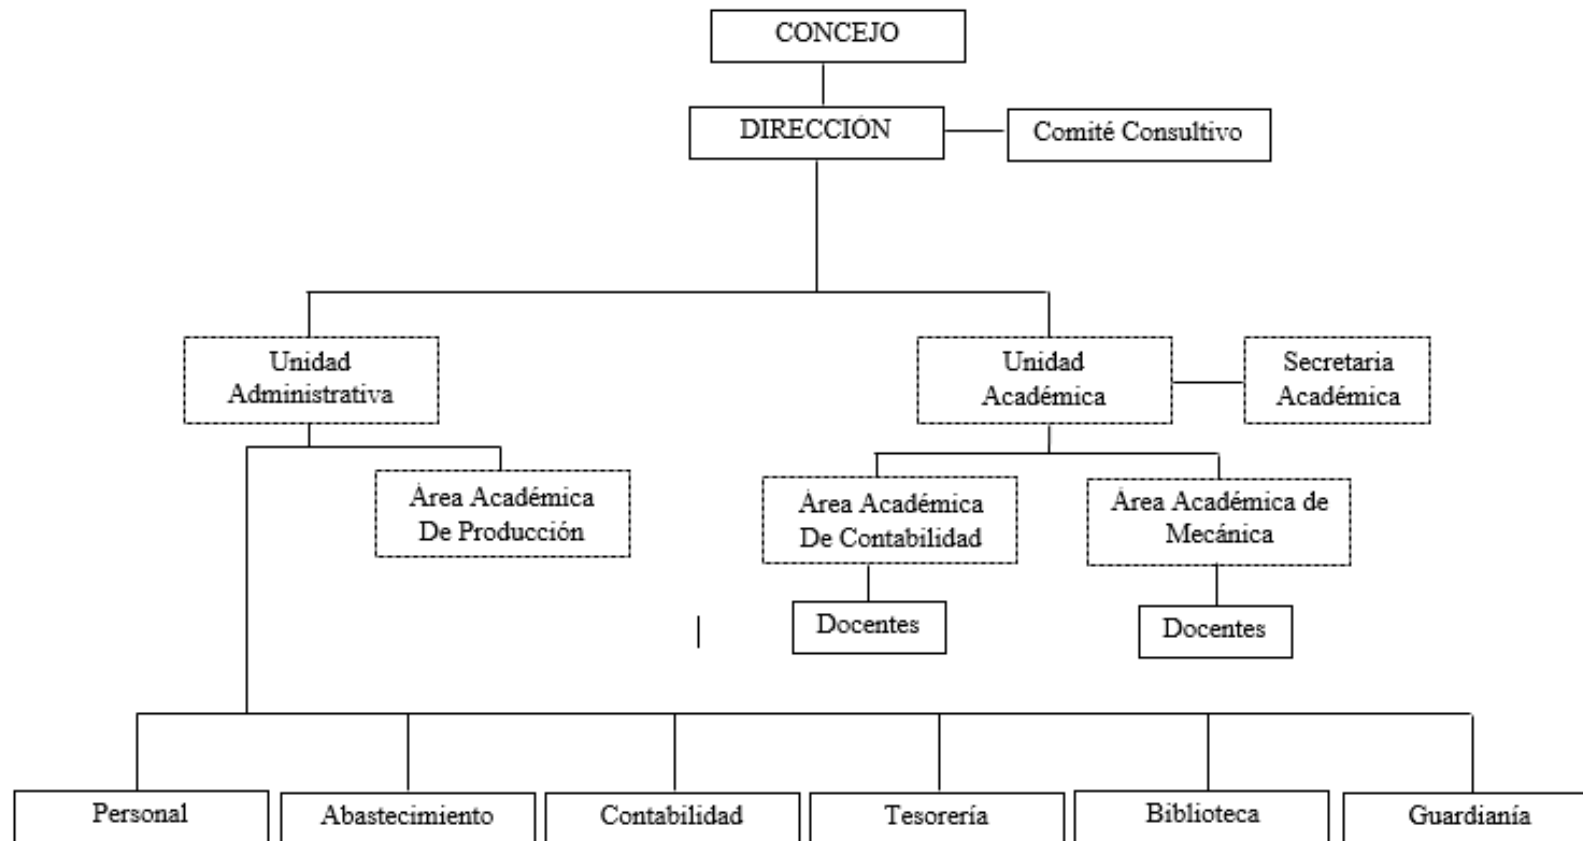 CONCEJO
DIRECCIÓN
Comité Consultivo
Unidad
Administrativa
Unidad
Académica
Secretaria
Académica
Área Académica
De Producción
Área Académica
De Contabilidad
Área Académica de
Mecánica
Docentes
Docentes
Personal
Abastecimiento
Contabilidad
Tesorería
Biblioteca
Guardianía